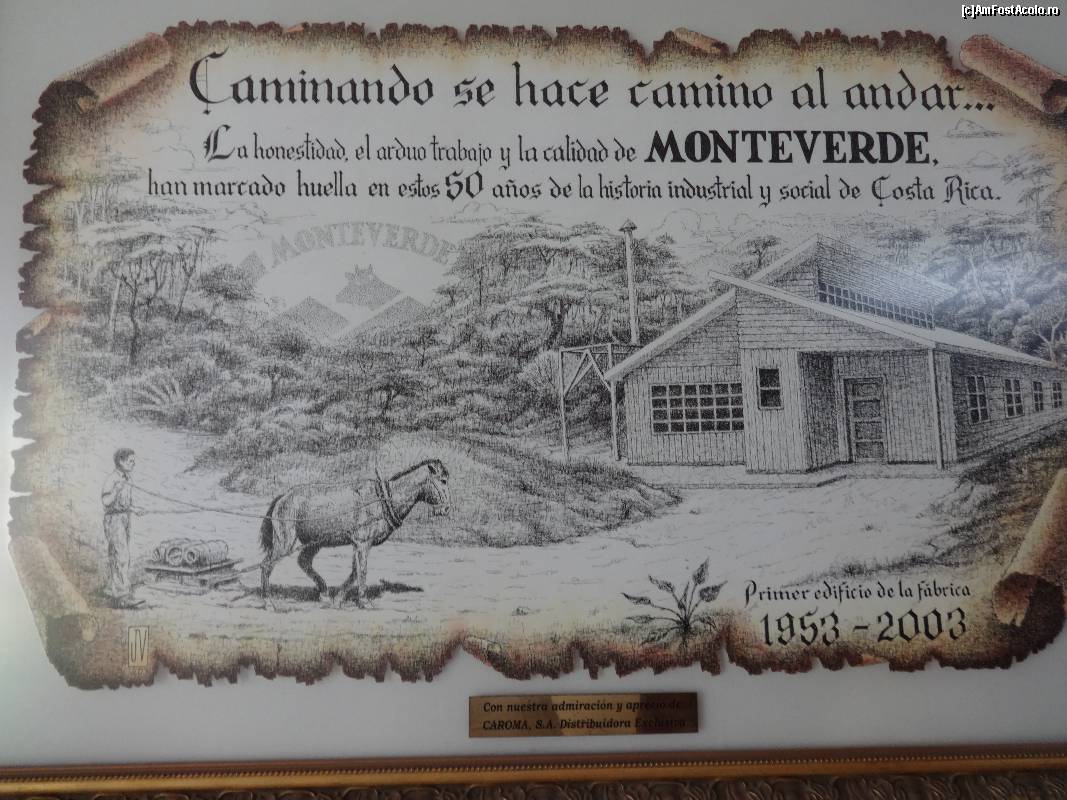 [c]AmFostAcolo.ro
Caminando se hace camino al andar...
La honestidad, el arduo trabajo y la calidad de MONTEVERDE,
han marcado huella en estos 50 años de la historia industrial y social de Costa Rica.
MONTEVERDE
Primer edificio de la fábrica
1953-2003
JV
Con nuestra admiración y aprecio de:
CAROMA, S.A. Distribuidora Exclusiva